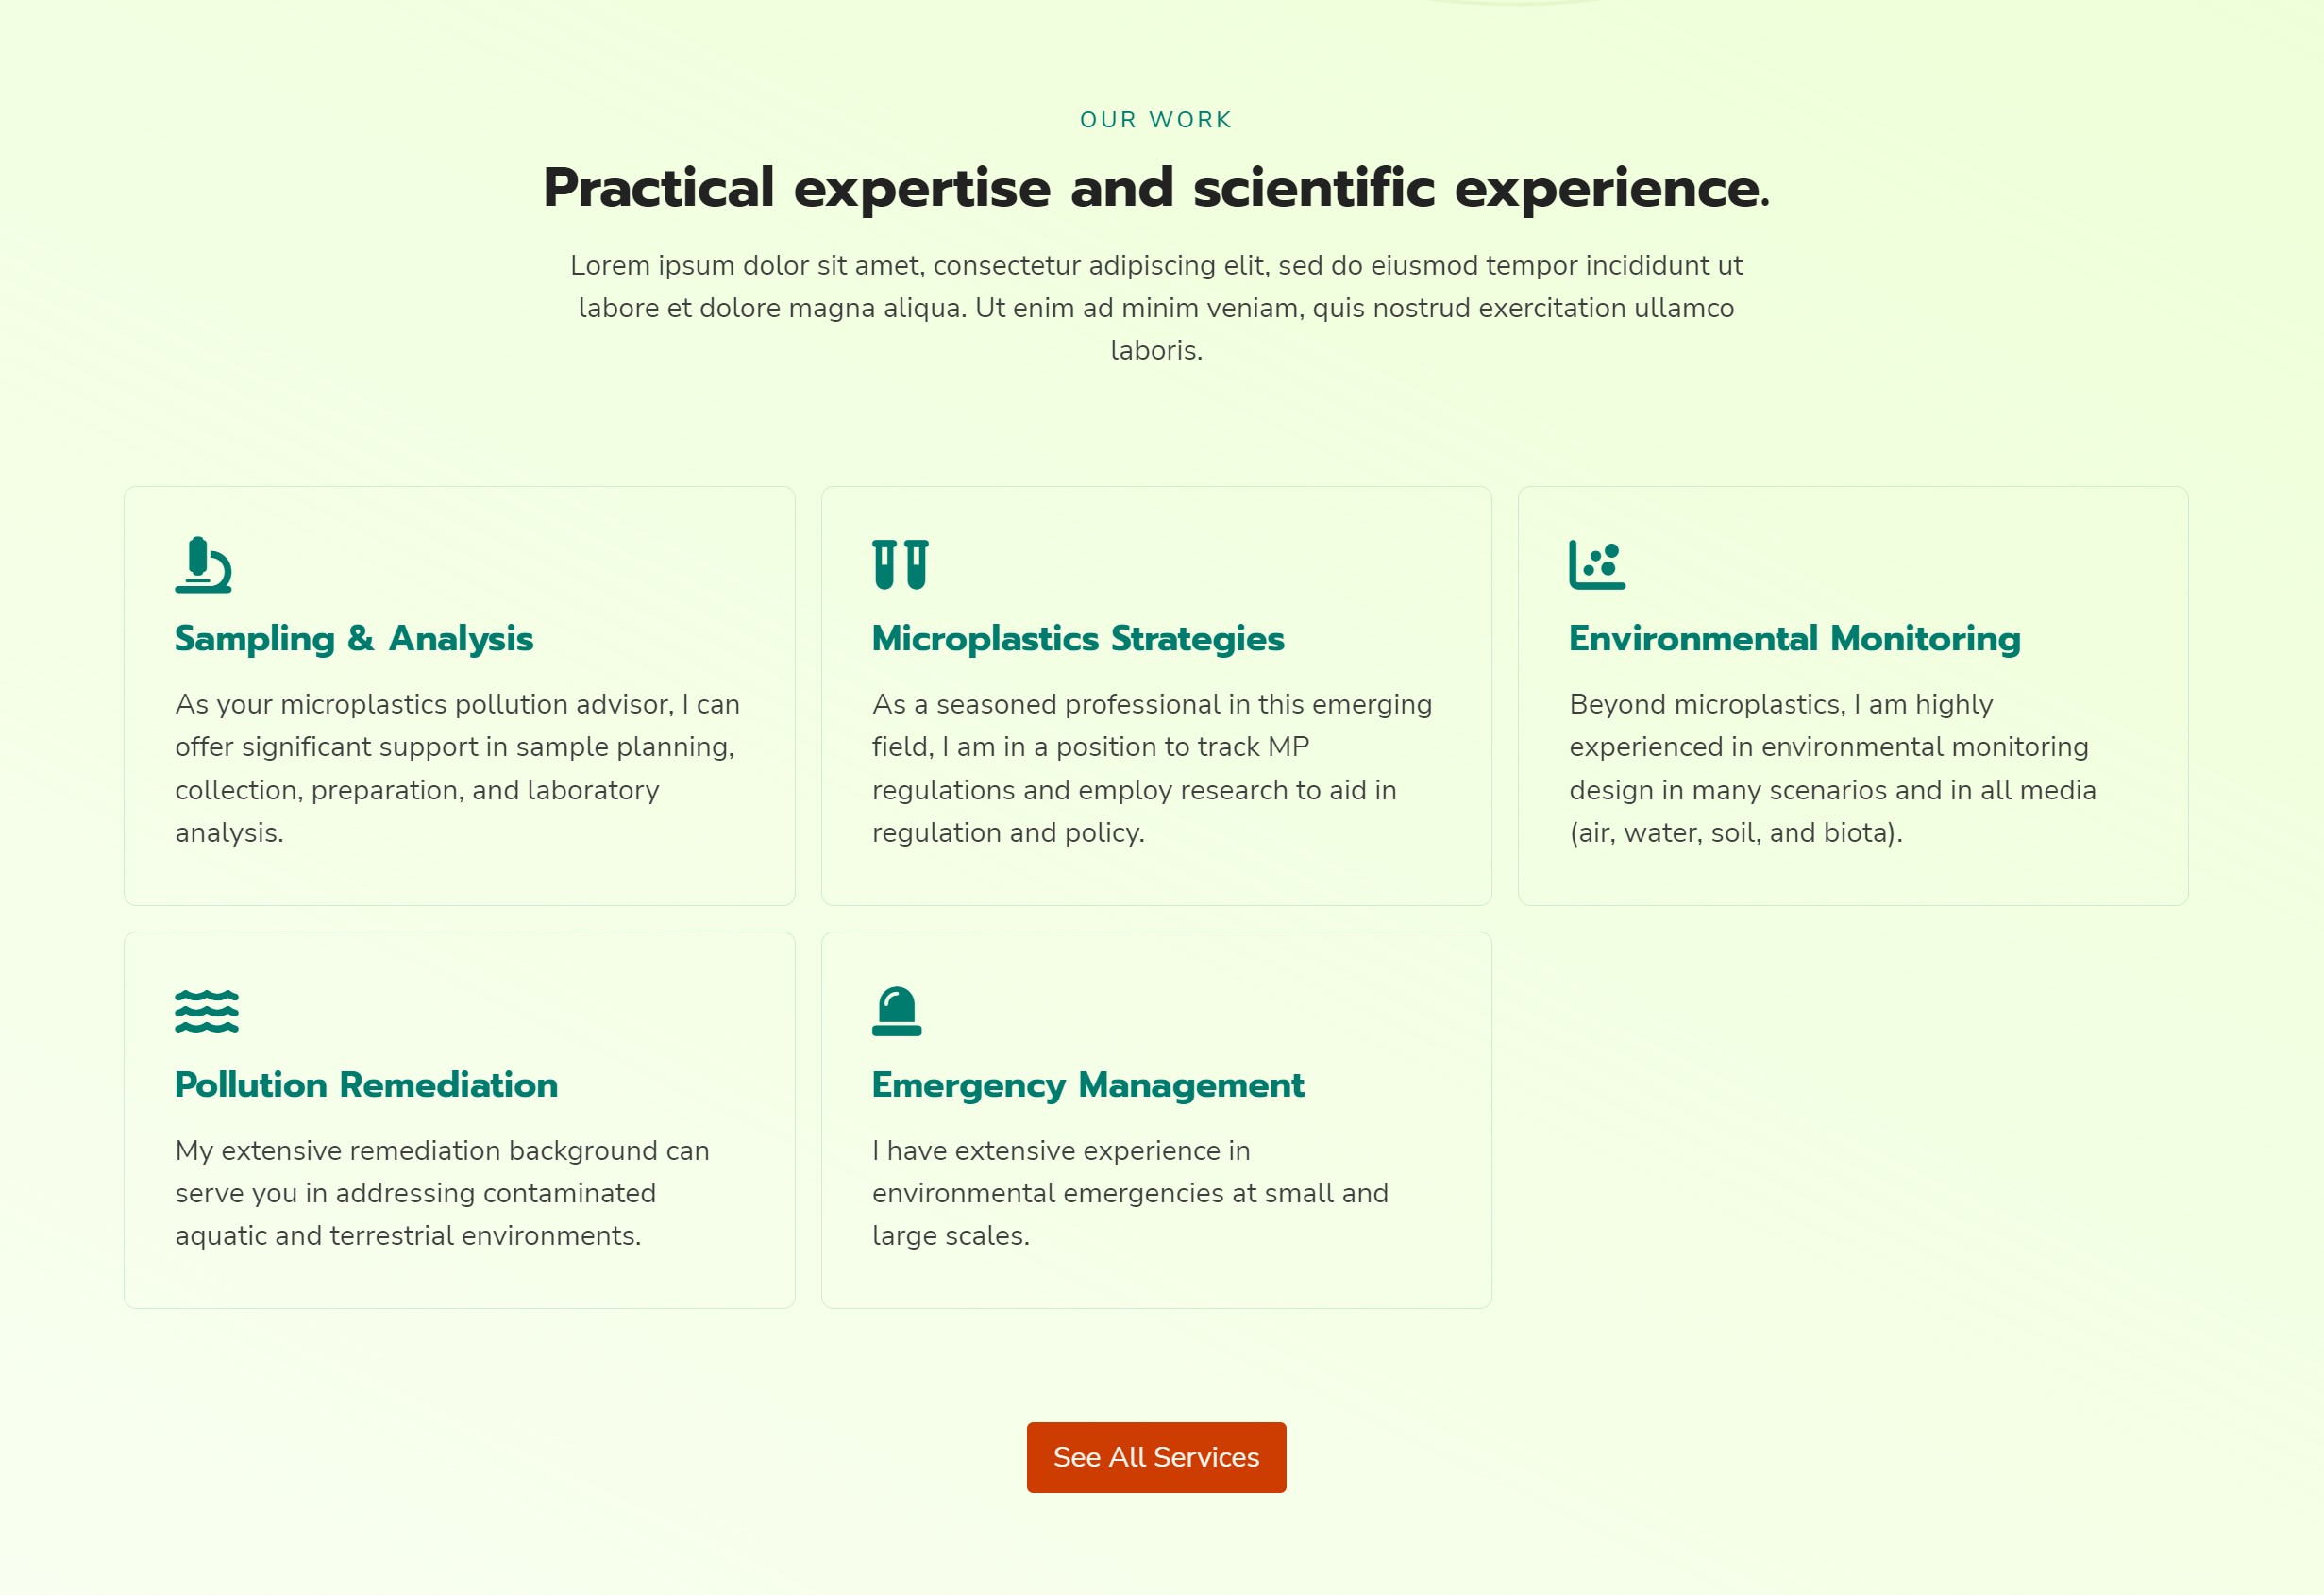 OUR WORK
Practical expertise and scientific experience.
Lorem ipsum dolor sit amet, consectetur adipiscing elit, sed do eiusmod tempor incididunt ut
labore et dolore magna aliqua. Ut enim ad minim veniam, quis nostrud exercitation ullamco
laboris.
Sampling & Analysis
As your microplastics pollution advisor, I can
offer significant support in sample planning,
collection, preparation, and laboratory
analysis.
Microplastics Strategies
As a seasoned professional in this emerging
field, I am in a position to track MP
regulations and employ research to aid in
regulation and policy.
Environmental Monitoring
Beyond microplastics, I am highly
experienced in environmental monitoring
design in many scenarios and in all media
(air, water, soil, and biota).
Pollution Remediation
My extensive remediation background can
serve you in addressing contaminated
aquatic and terrestrial environments.
Emergency Management
I have extensive experience in
environmental emergencies at small and
large scales.
See All Services